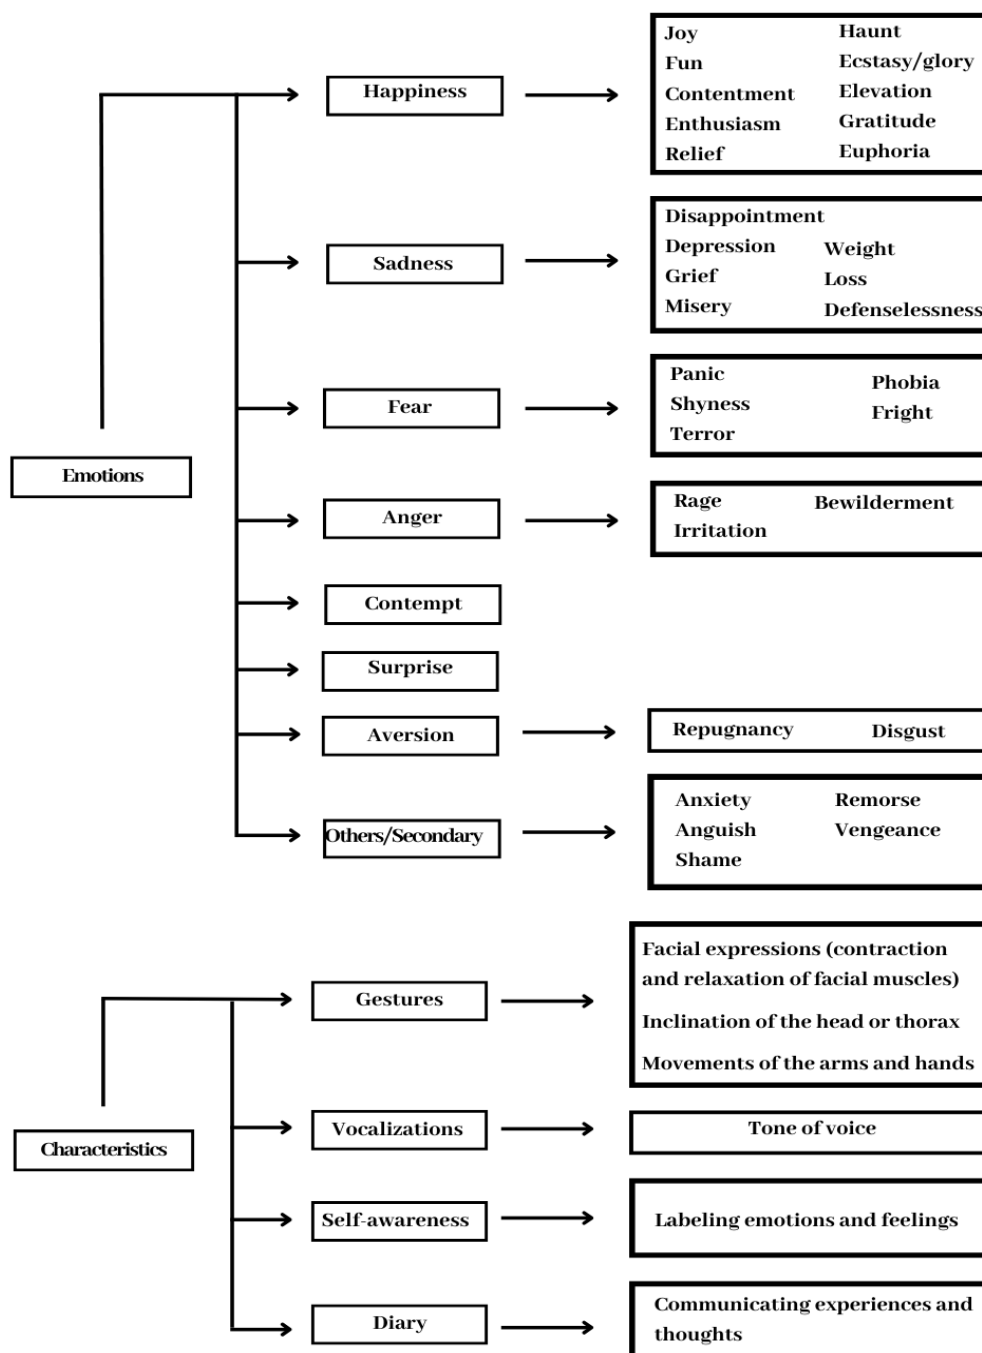 Joy
Fun
Contentment
Enthusiasm
Relief
Haunt
Ecstasy/glory
Elevation
Gratitude
Euphoria
Happiness
Disappointment
Depression
Grief
Misery
Weight
Loss
Defenselessness
Sadness
Panic
Shyness
Terror
Phobia
Fright
Fear
Emotions
Rage
Irritation
Bewilderment
Anger
Contempt
Surprise
Aversion
Repugnancy
Disgust
Others/Secondary
Anxiety
Anguish
Shame
Remorse
Vengeance
Gestures
Facial expressions (contraction
and relaxation of facial muscles)
Inclination of the head or thorax
Movements of the arms and hands
Characteristics
Vocalizations
Tone of voice
Self-awareness
Labeling emotions and feelings
Diary
Communicating experiences and
thoughts